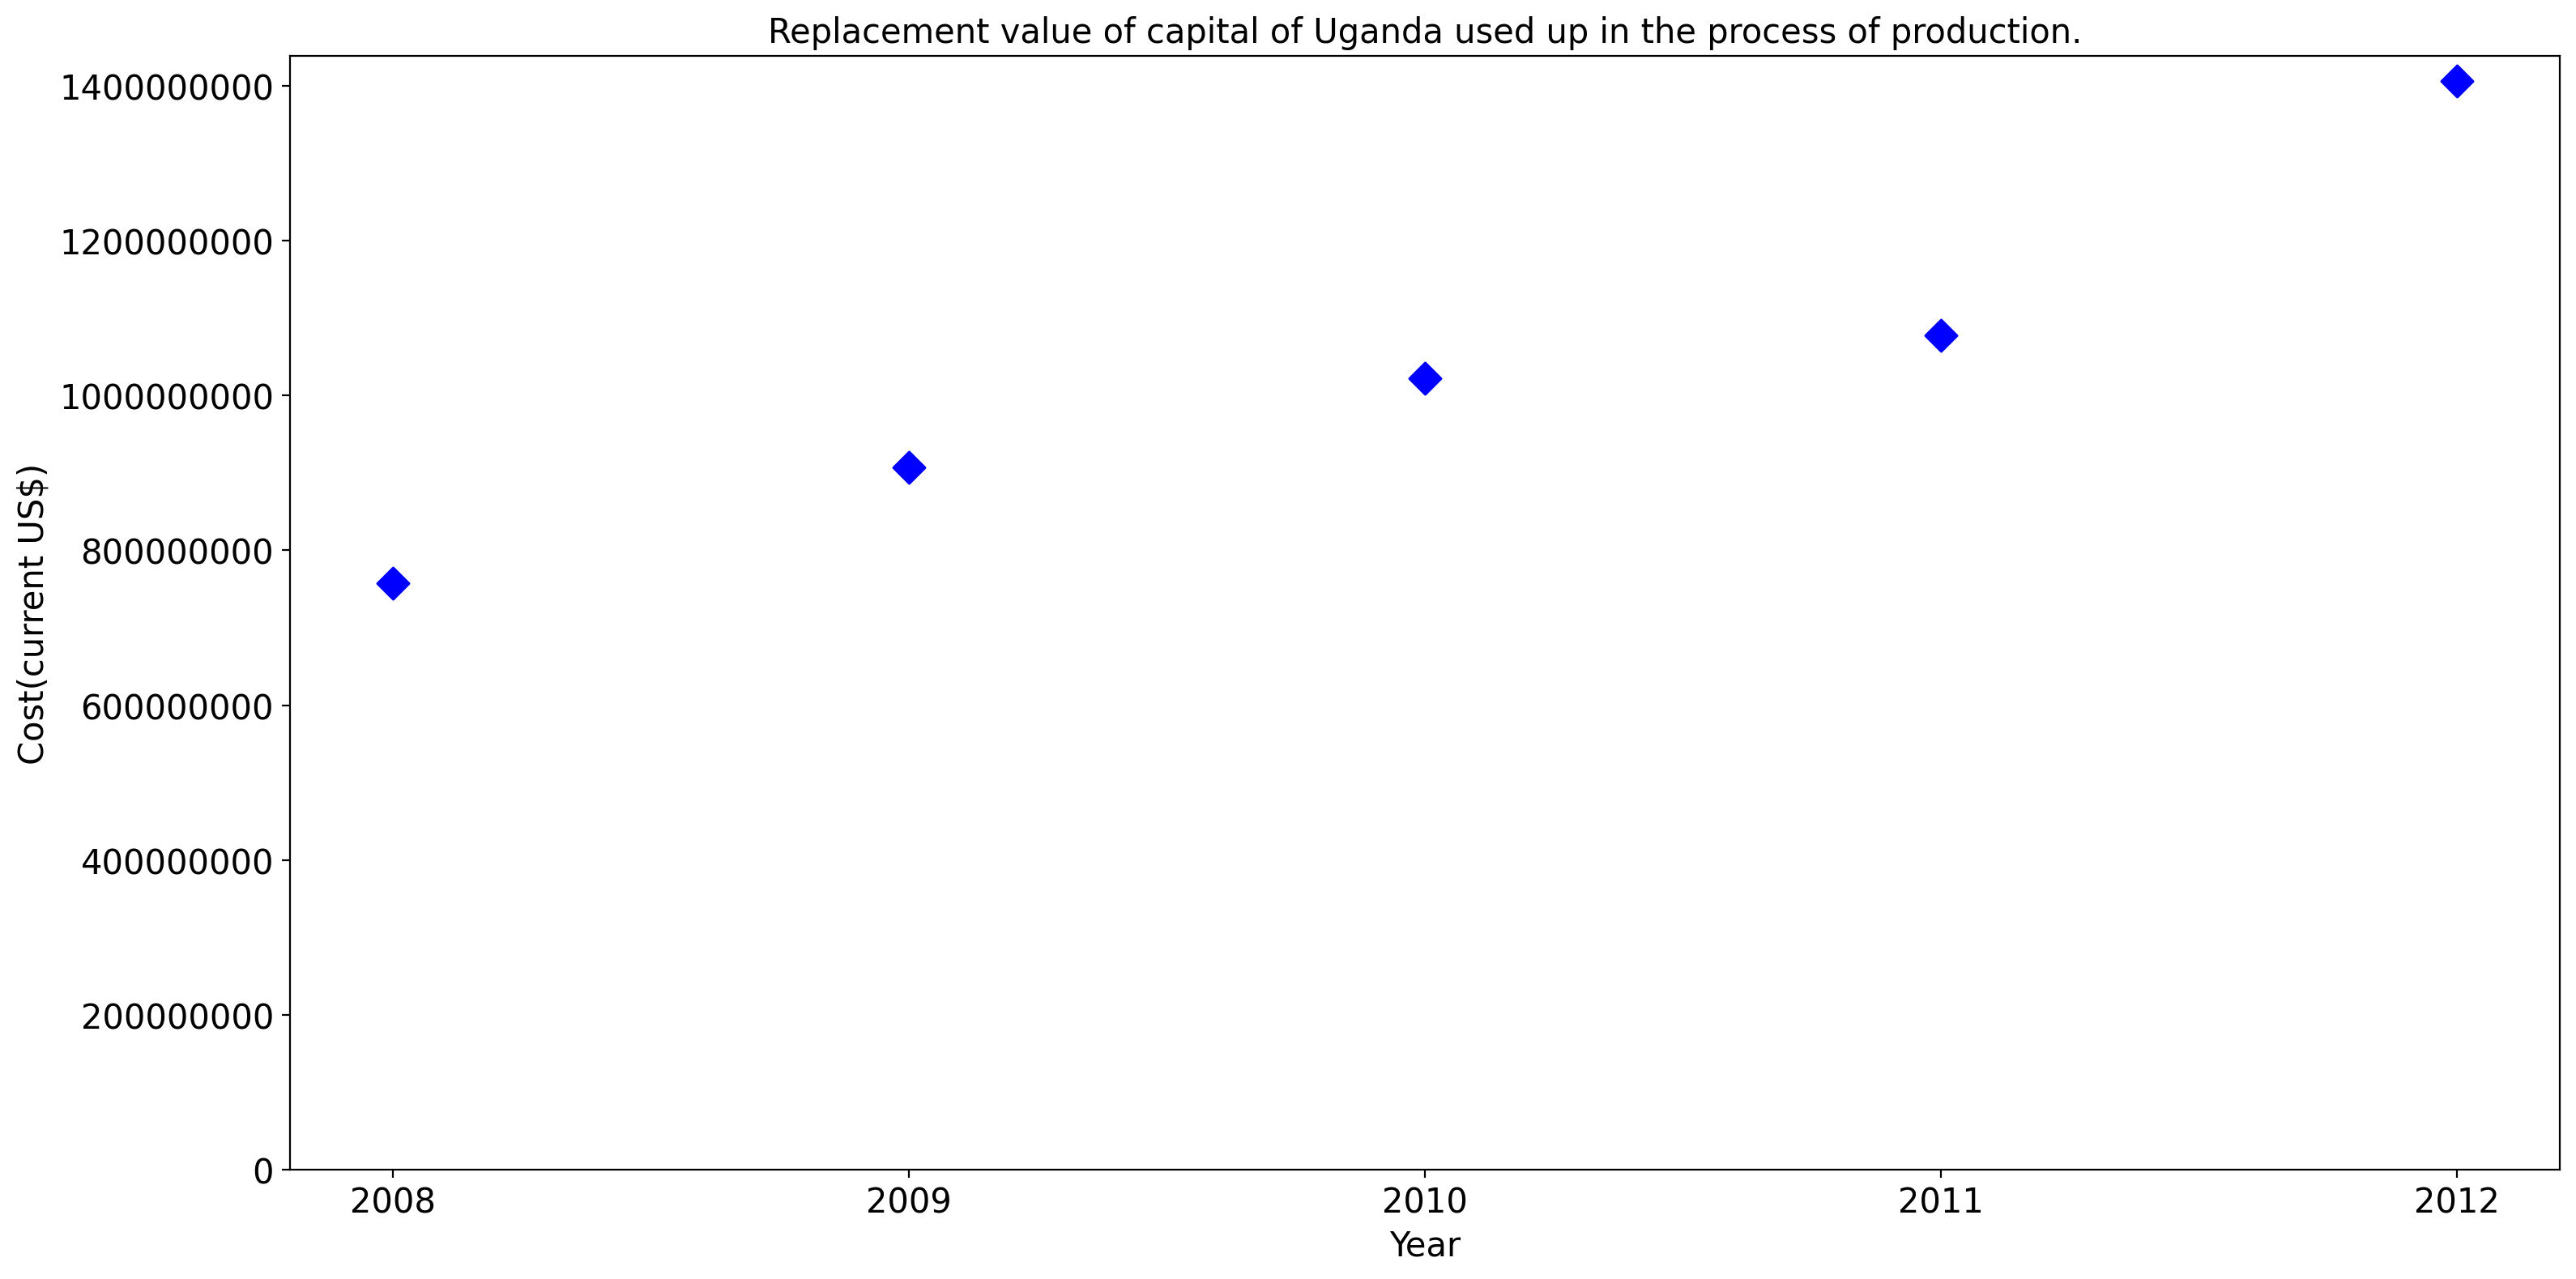 Replacement value of capital of Uganda used up in the process of production.
1400000000
1200000000
1000000000
800000000
600000000
400000000
200000000
0
Cost(current US$)
2008 2009 2010 2011 2012
Year